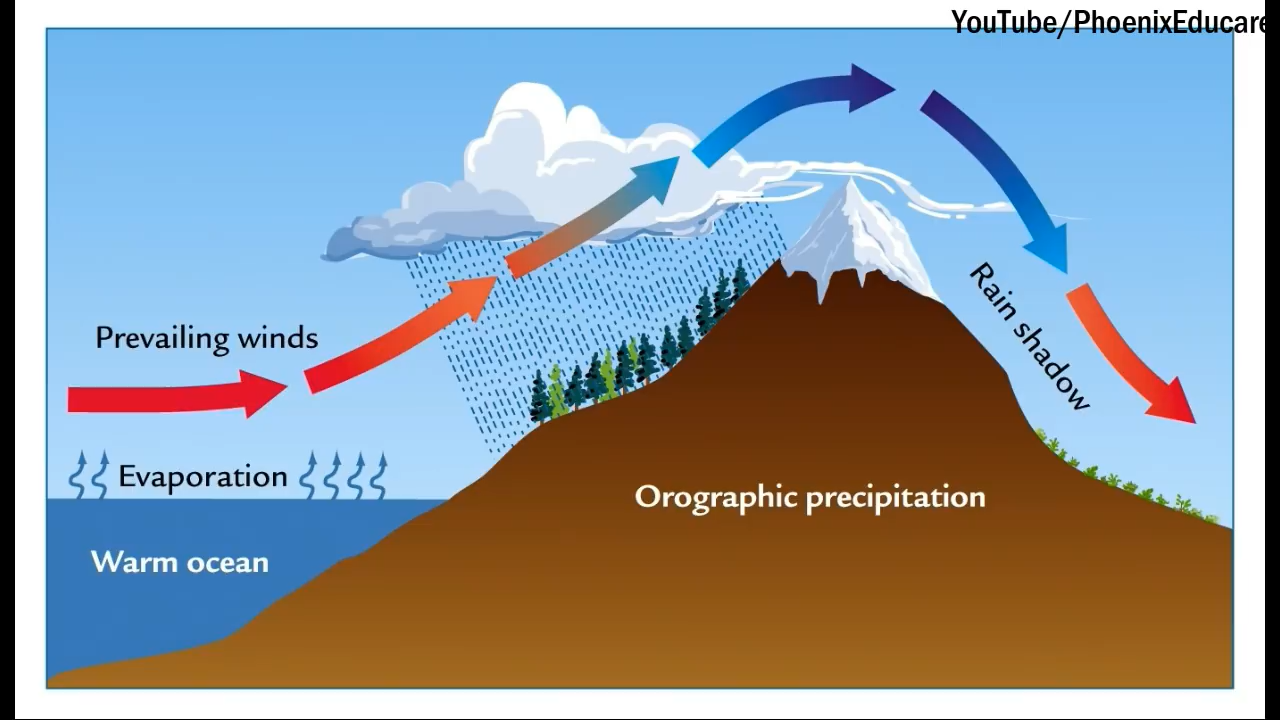 YouTube/PhoenixEducare
Prevailing winds
Rain shadow
Evaporation
Orographic precipitation
Warm ocean